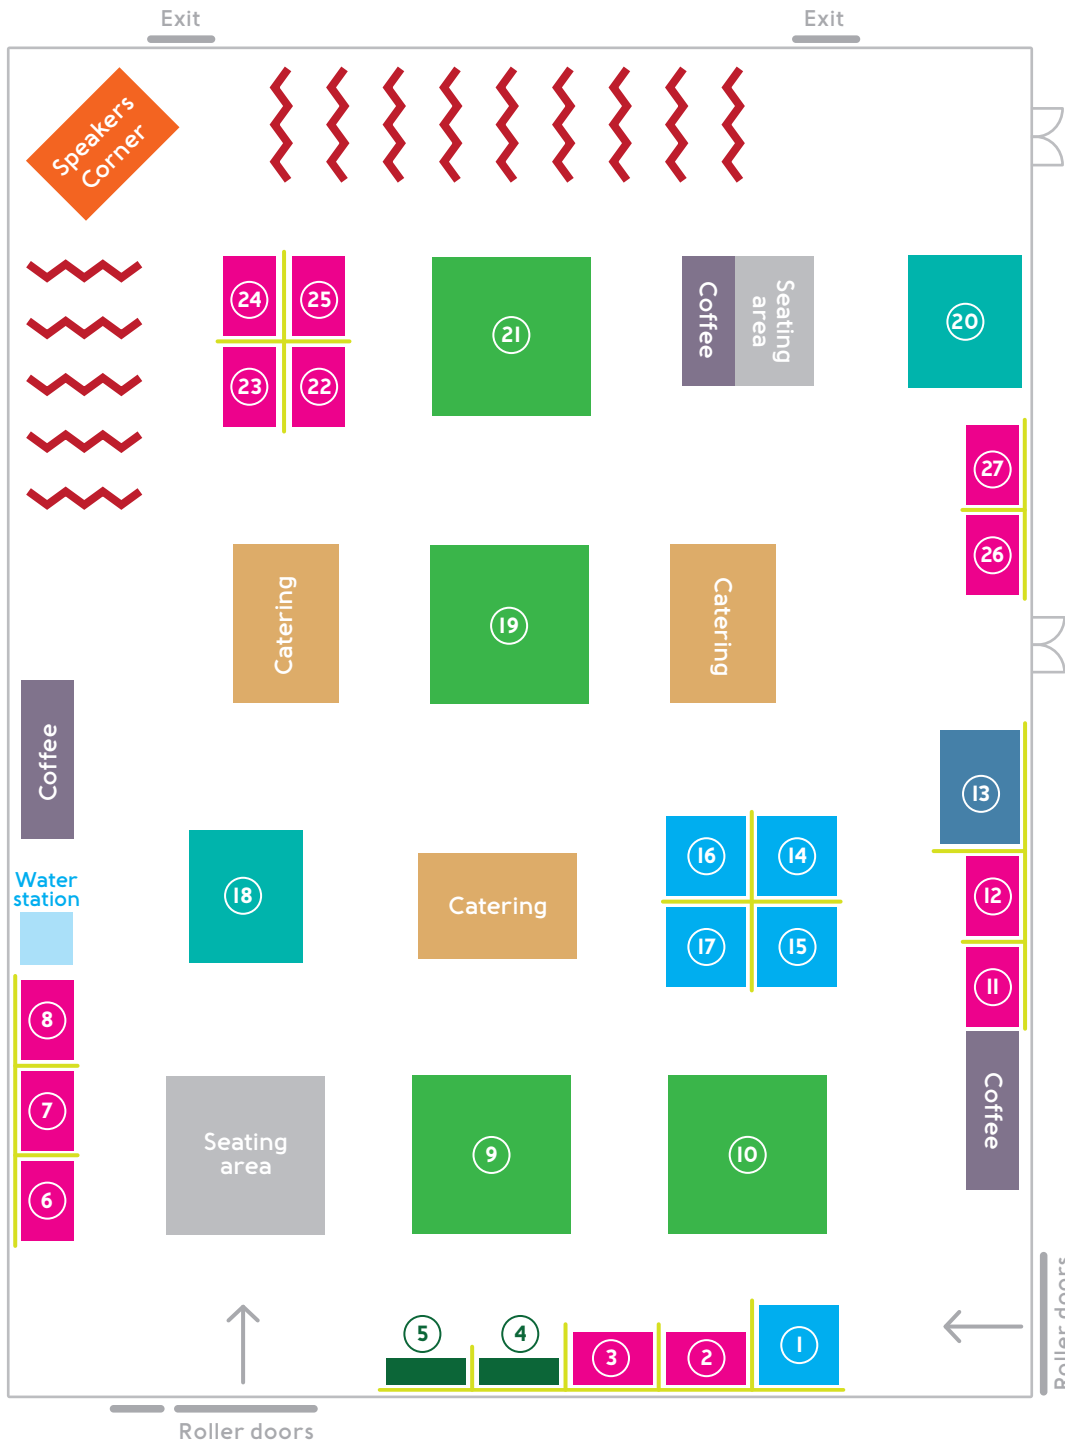 Exit
Exit
Speakers
Corner
24
25
21
Coffee
Seating
area
20
23
22
27
26
Catering
19
Catering
Coffee
13
16
14
Water
station
18
Catering
12
17
15
11
8
7
Seating
area
9
10
Coffee
6
5
4
3
2
1
Roller doors
Roller doors